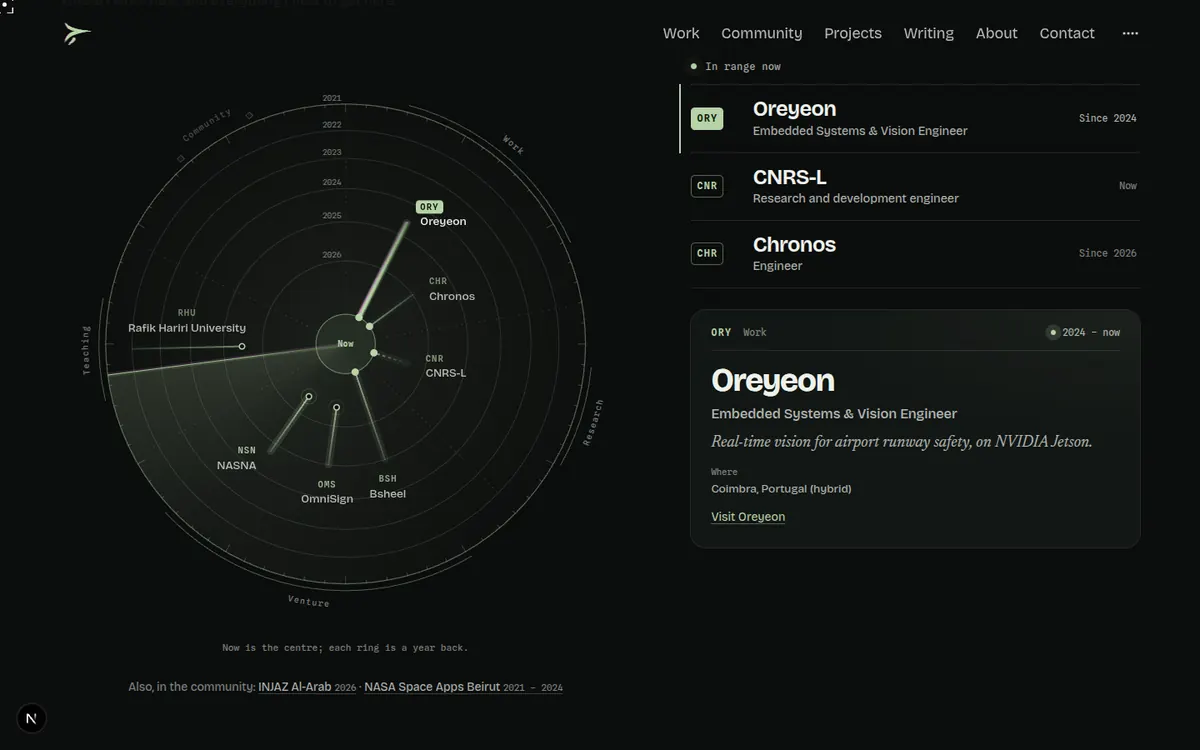 Work
Community
Projects
Writing
About
Contact
2021
2022
2023
2024
2025
2026
Community
Work
Teaching
Research
Venture
Now
ORY
Oreyeon
CHR
Chronos
CNR
CNRS-L
BSH
Bsheel
OMS
OmniSign
NSN
NASNA
RHU
Rafik Hariri University
Now is the centre; each ring is a year back.
Also, in the community: INJAZ Al-Arab 2026 · NASA Space Apps Beirut 2021 – 2024
In range now
ORY
Oreyeon
Embedded Systems & Vision Engineer
Since 2024
CNR
CNRS-L
Research and development engineer
Now
CHR
Chronos
Engineer
Since 2026
ORY Work
2024 – now
Oreyeon
Embedded Systems & Vision Engineer
Real-time vision for airport runway safety, on NVIDIA Jetson.
Where
Coimbra, Portugal (hybrid)
Visit Oreyeon
N